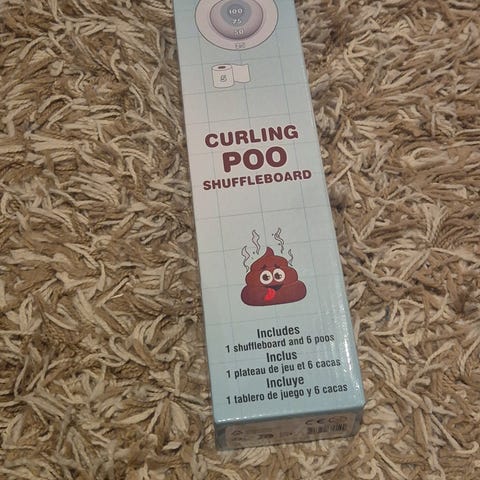 100
75
50
CURLING
POO
SHUFFLEBOARD
Includes
1 shuffleboard and 6 poos
Inclus
1 plateau de jeu et 6 cacas
Incluye
1 tablero de juego y 6 cacas
CE